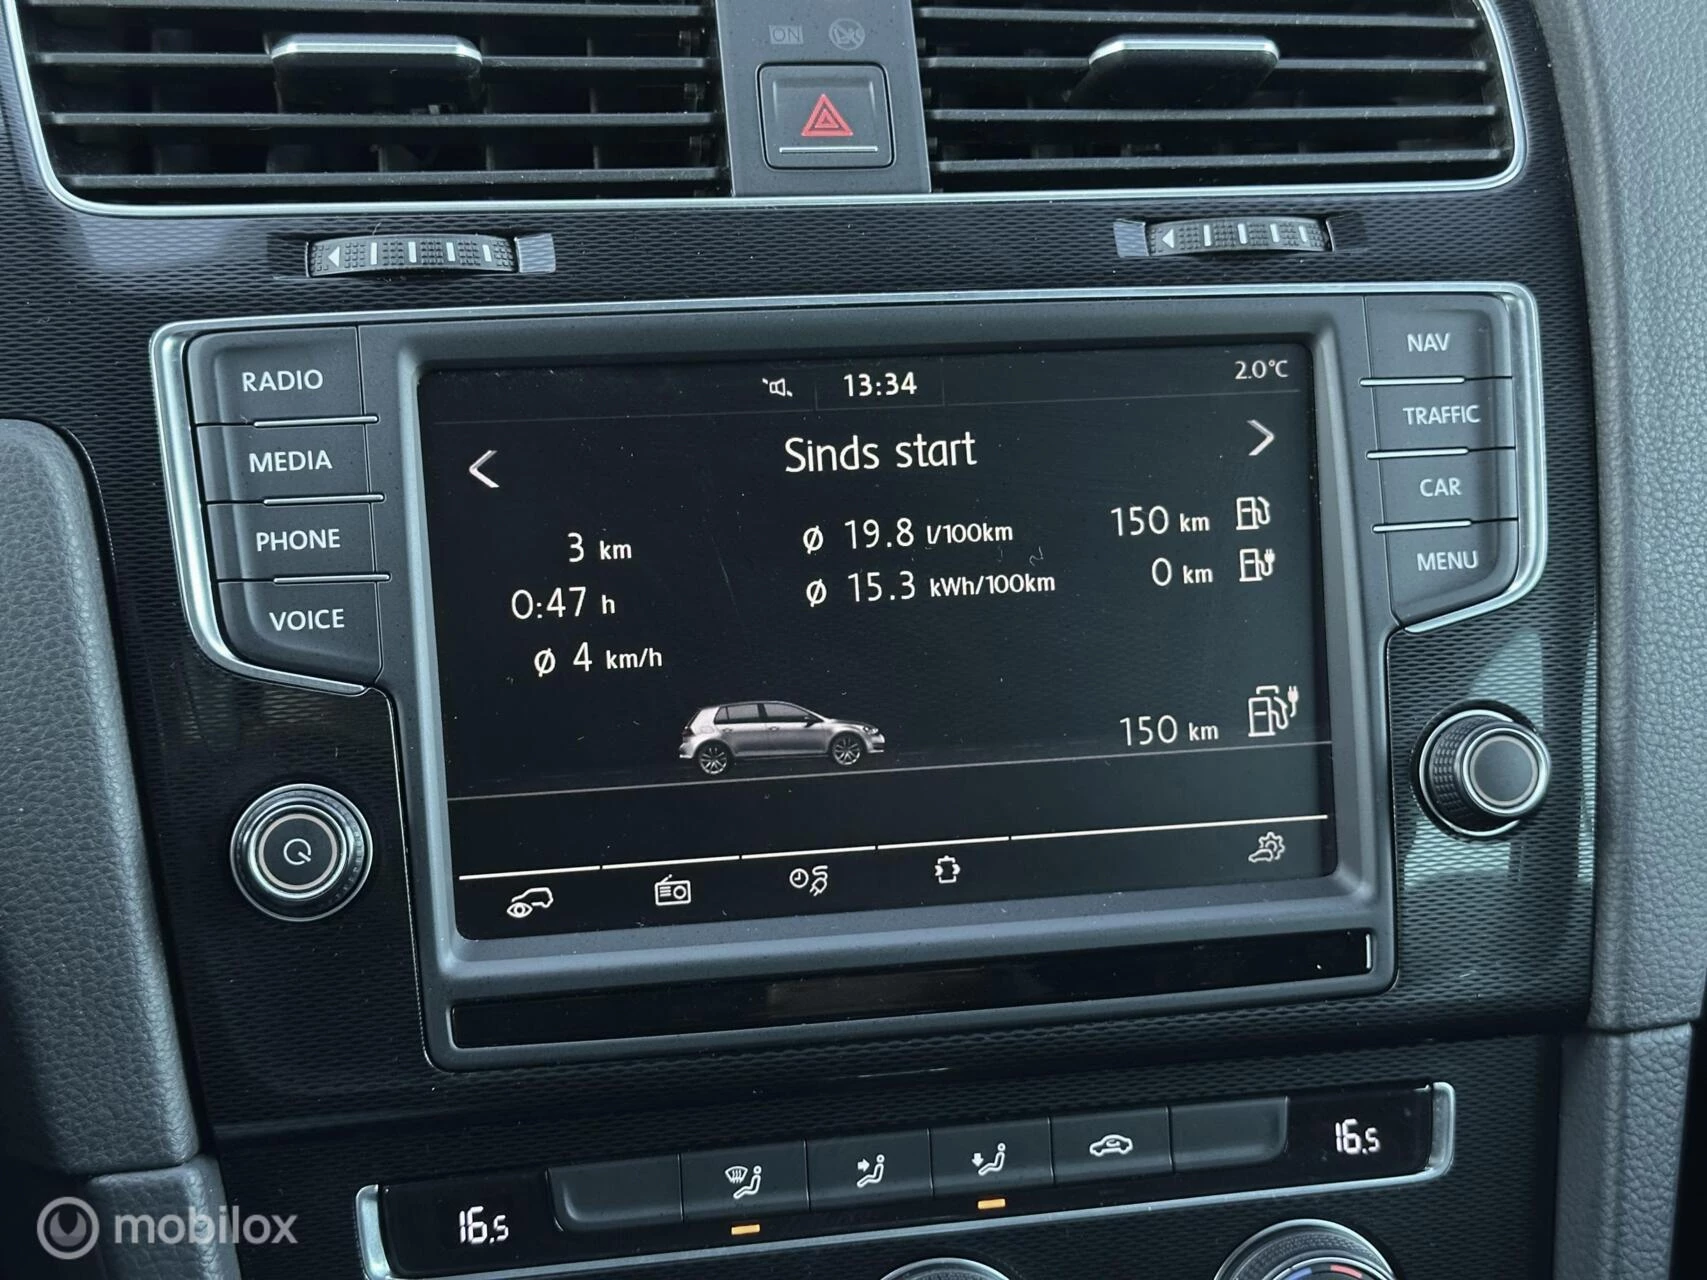 ON
RADIO
MEDIA
PHONE
VOICE
NAV
TRAFFIC
CAR
MENU
13:34
2.0°C
< Sinds start >
3 km
0:47 h
ø 4 km/h
ø 19.8 l/100km
ø 15.3 kWh/100km
150 km
0 km
150 km
16.5
16.5
mobilox